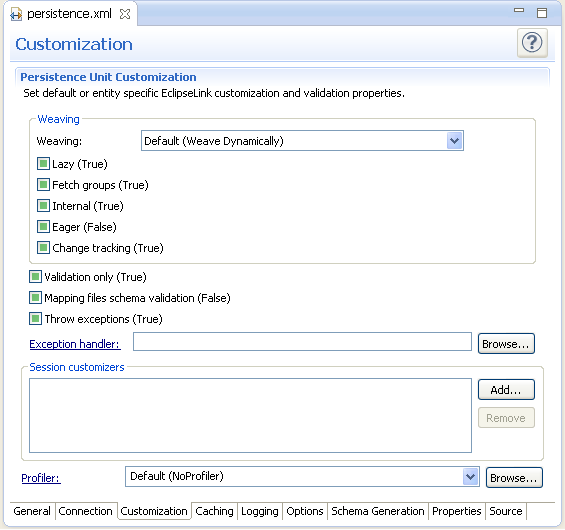 persistence.xml
Customization
?
Persistence Unit Customization
Set default or entity specific EclipseLink customization and validation properties.
Weaving
Weaving: Default (Weave Dynamically)
Lazy (True)
Fetch groups (True)
Internal (True)
Eager (False)
Change tracking (True)
Validation only (True)
Mapping files schema validation (False)
Throw exceptions (True)
Exception handler: Browse...
Session customizers
Add...
Remove
Profiler: Default (NoProfiler) Browse...
General Connection Customization Caching Logging Options Schema Generation Properties Source